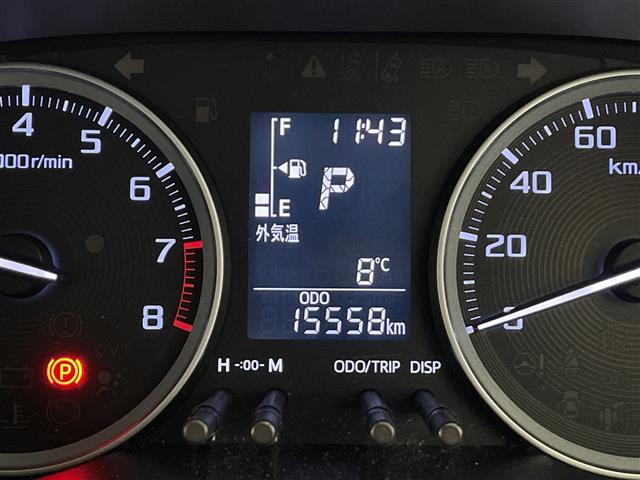 4
5
6
7
8
000r/min
F
E
11:43
P
外気温
8℃
ODO
15558km
H -:00- M
ODO/TRIP DISP
60
40
20
km/
P
CVT